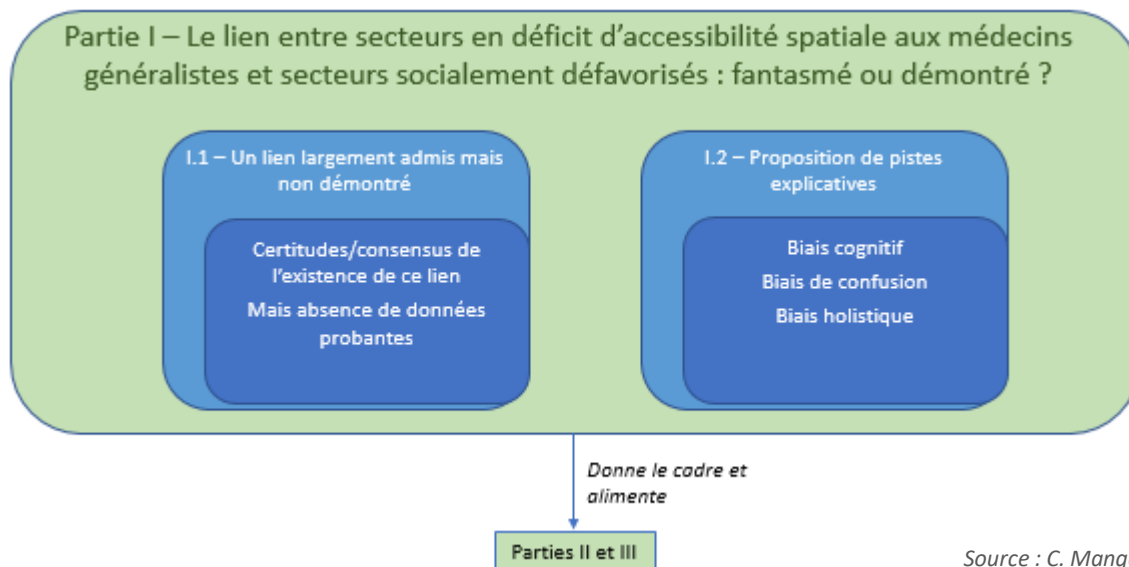 Partie I – Le lien entre secteurs en déficit d'accessibilité spatiale aux médecins
généralistes et secteurs socialement défavorisés : fantasmé ou démontré ?
I.1 – Un lien largement admis mais
non démontré
Certitudes/consensus de
l'existence de ce lien
Mais absence de données
probantes
I.2 – Proposition de pistes
explicatives
Biais cognitif
Biais de confusion
Biais holistique
Donne le cadre et
alimente
Parties II et III
Source : C. Mang